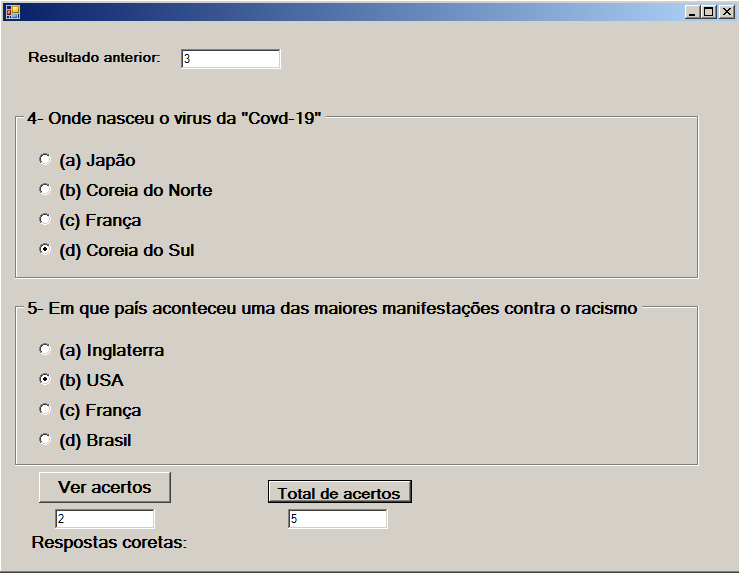 Resultado anterior: 3
4- Onde nasceu o virus da "Covd-19"
(a) Japão
(b) Coreia do Norte
(c) França
(d) Coreia do Sul
5- Em que país aconteceu uma das maiores manifestações contra o racismo
(a) Inglaterra
(b) USA
(c) França
(d) Brasil
Ver acertos Total de acertos
2 5
Respostas coretas: